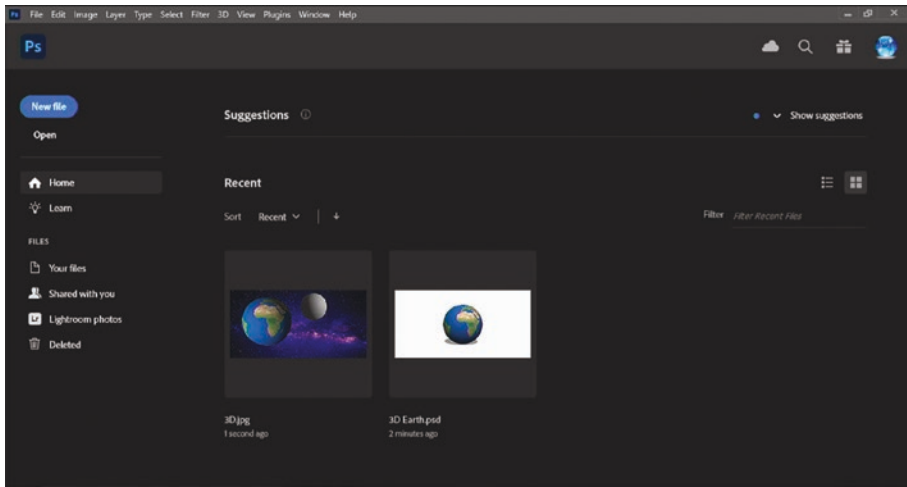 Ps File Edit Image Layer Type Select Filter 3D View Plugins Window Help
Ps
New file
Open
Home
Learn
FILES
Your files
Shared with you
Lr Lightroom photos
Deleted
Suggestions
Show suggestions
Recent
Sort Recent
Filter Filter Recent Files
3D.jpg
1 second ago
3D Earth.psd
2 minutes ago